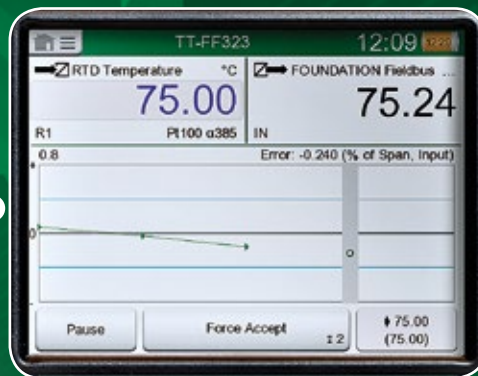 TT-FF323
12:09
RTD Temperature °C
75.00
R1 Pt100 α385
FOUNDATION Fieldbus ...
75.24
IN
0.8 Error: -0.240 (% of Span, Input)
0
-
Pause
Force Accept
2
75.00
(75.00)